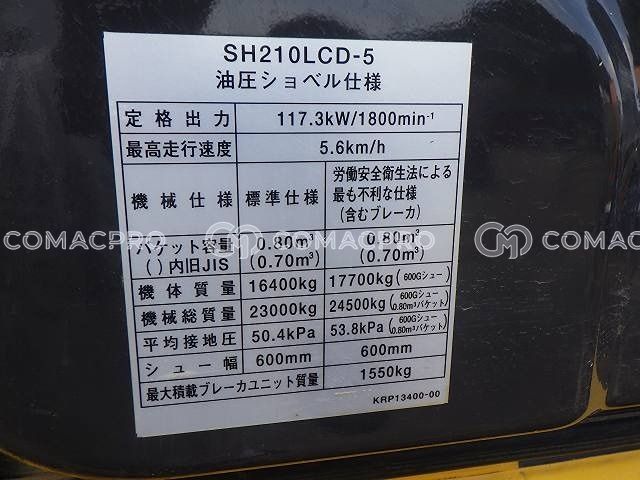 SH210LCD-5
油圧ショベル仕様
定格出力 117.3kW/1800min⁻¹
最高走行速度 5.6km/h
機械仕様 標準仕様 労働安全衛生法による
最も不利な仕様
(含むブレーカ)
バケット容量 0.80m³ 0.80m³
( )内旧JIS (0.70m³) (0.70m³)
機体質量 16400kg 17700kg (600Gシュー)
機械総質量 23000kg 24500kg (600Gシュー 0.80m³バケット)
平均接地圧 50.4kPa 53.8kPa (600Gシュー 0.80m³バケット)
シュー幅 600mm 600mm
最大積載ブレーカユニット質量 1550kg
KRP13400-00
COMACPRO COMACPRO COMACPRO